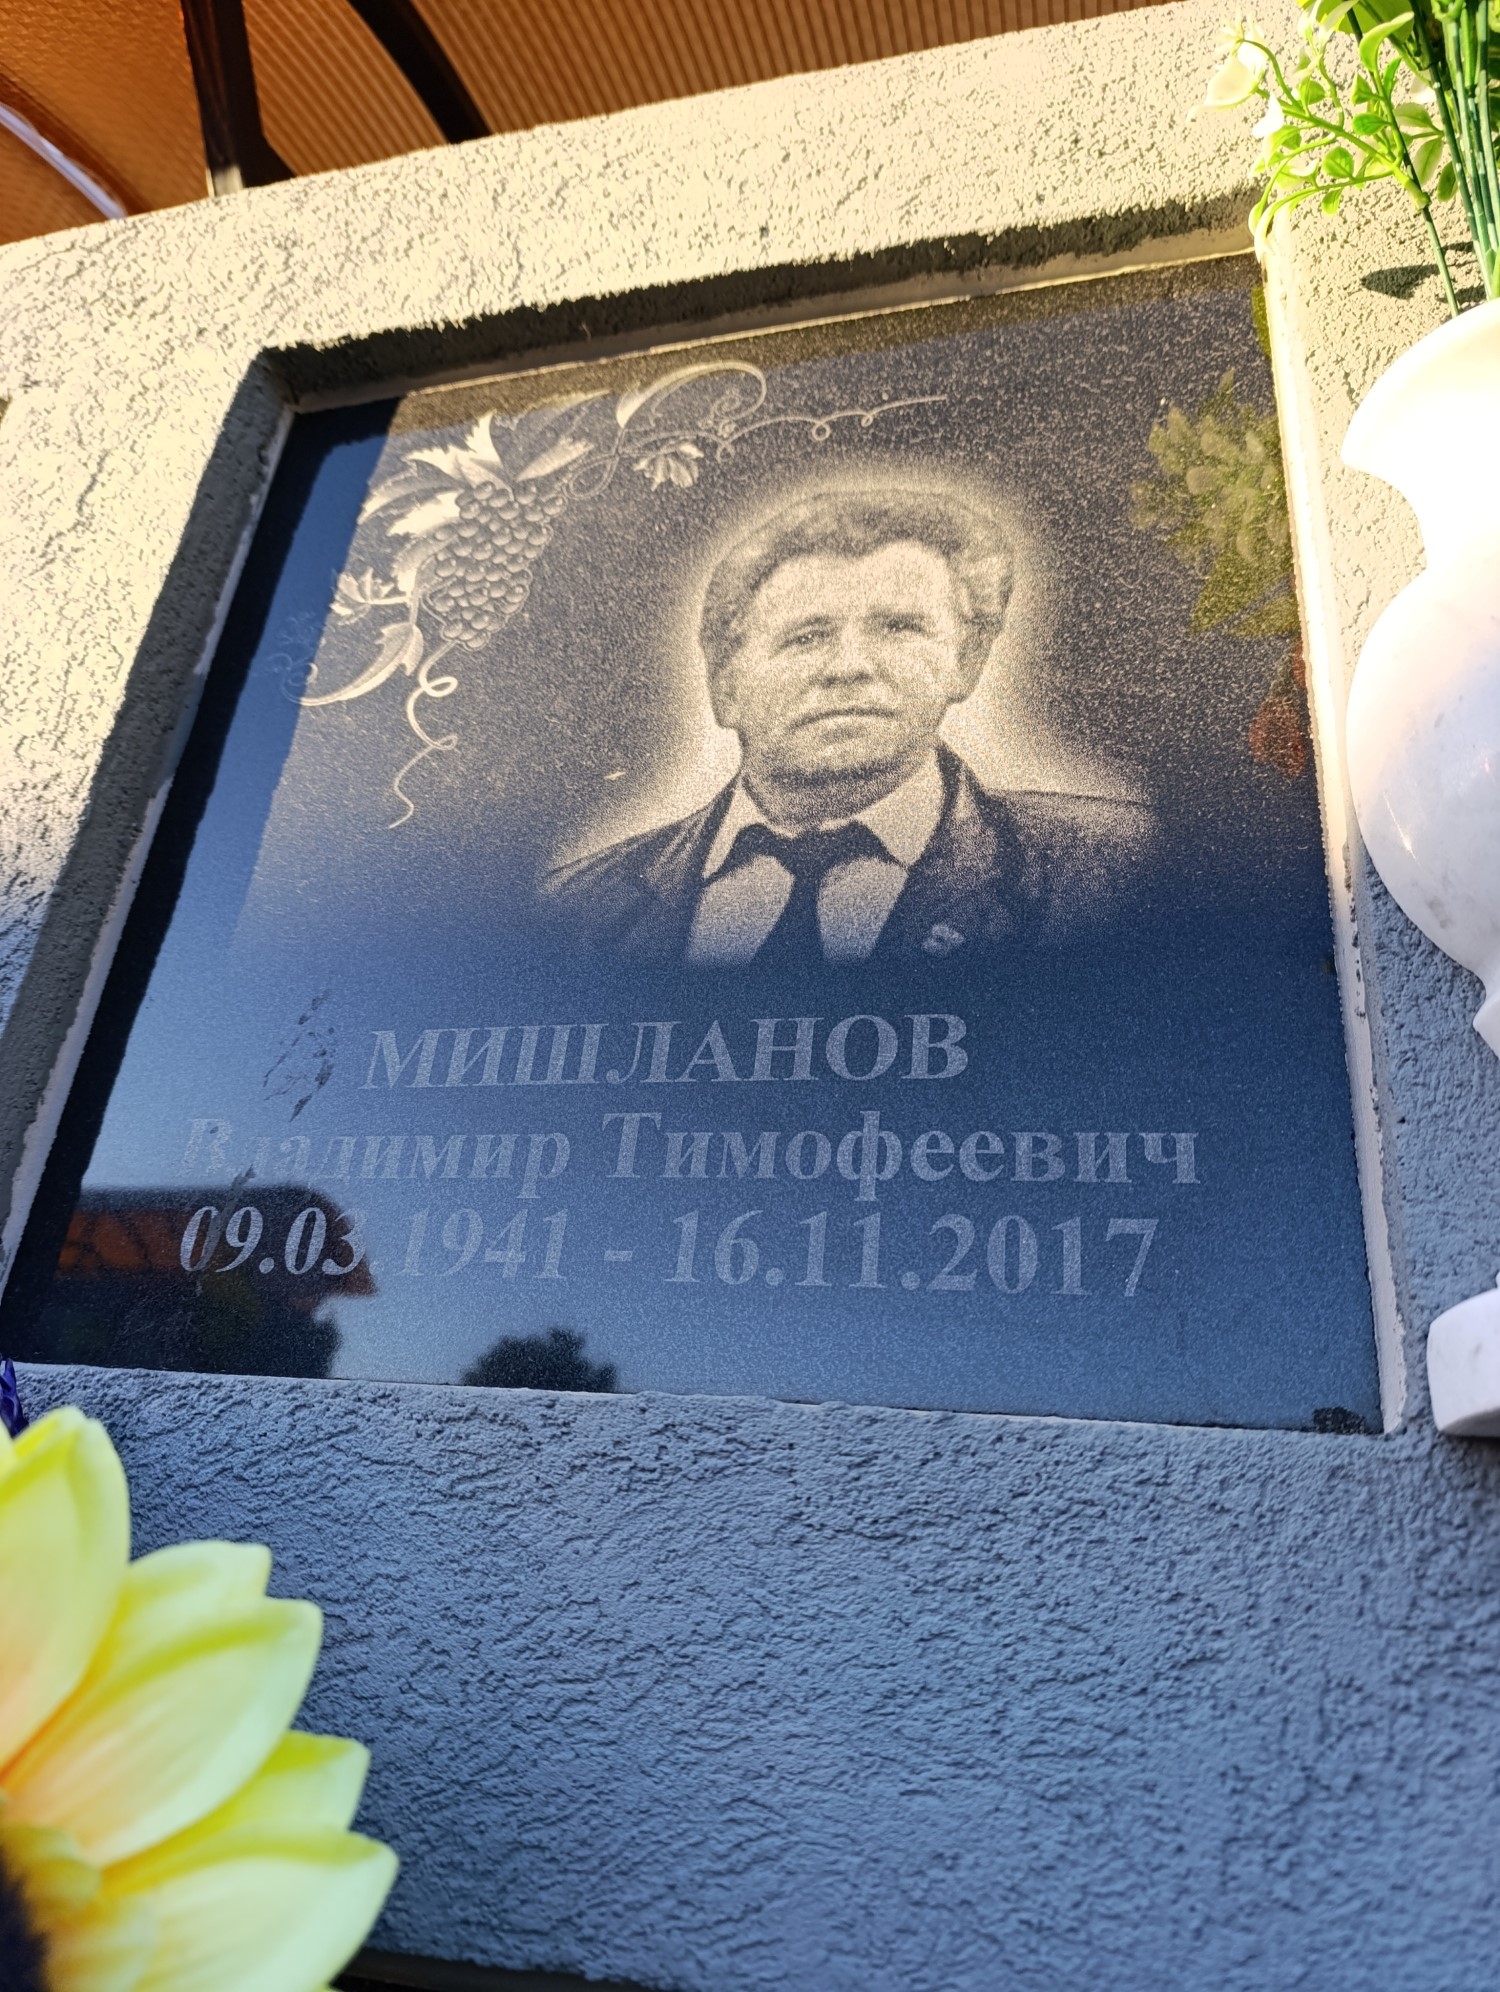 МИШЛАНОВ
Владимир Тимофеевич
09.03.1941 - 16.11.2017